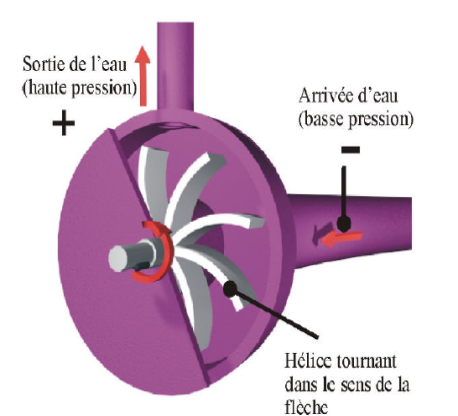 Sortie de l'eau
(haute pression)
+
Arrivée d'eau
(basse pression)
-
Hélice tournant
dans le sens de la
flèche